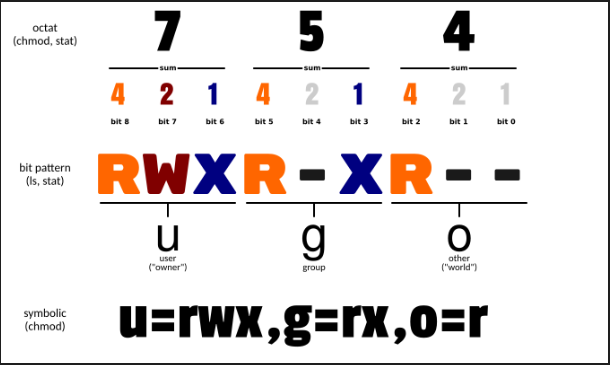 octat
(chmod, stat)
7 5 4
sum sum sum
4 2 1 4 2 1 4 2 1
bit 8 bit 7 bit 6 bit 5 bit 4 bit 3 bit 2 bit 1 bit 0
bit pattern
(ls, stat)
RWXR-XR--
u g o
user
("owner")
group
other
("world")
symbolic
(chmod)
u=rwx,g=rx,o=r